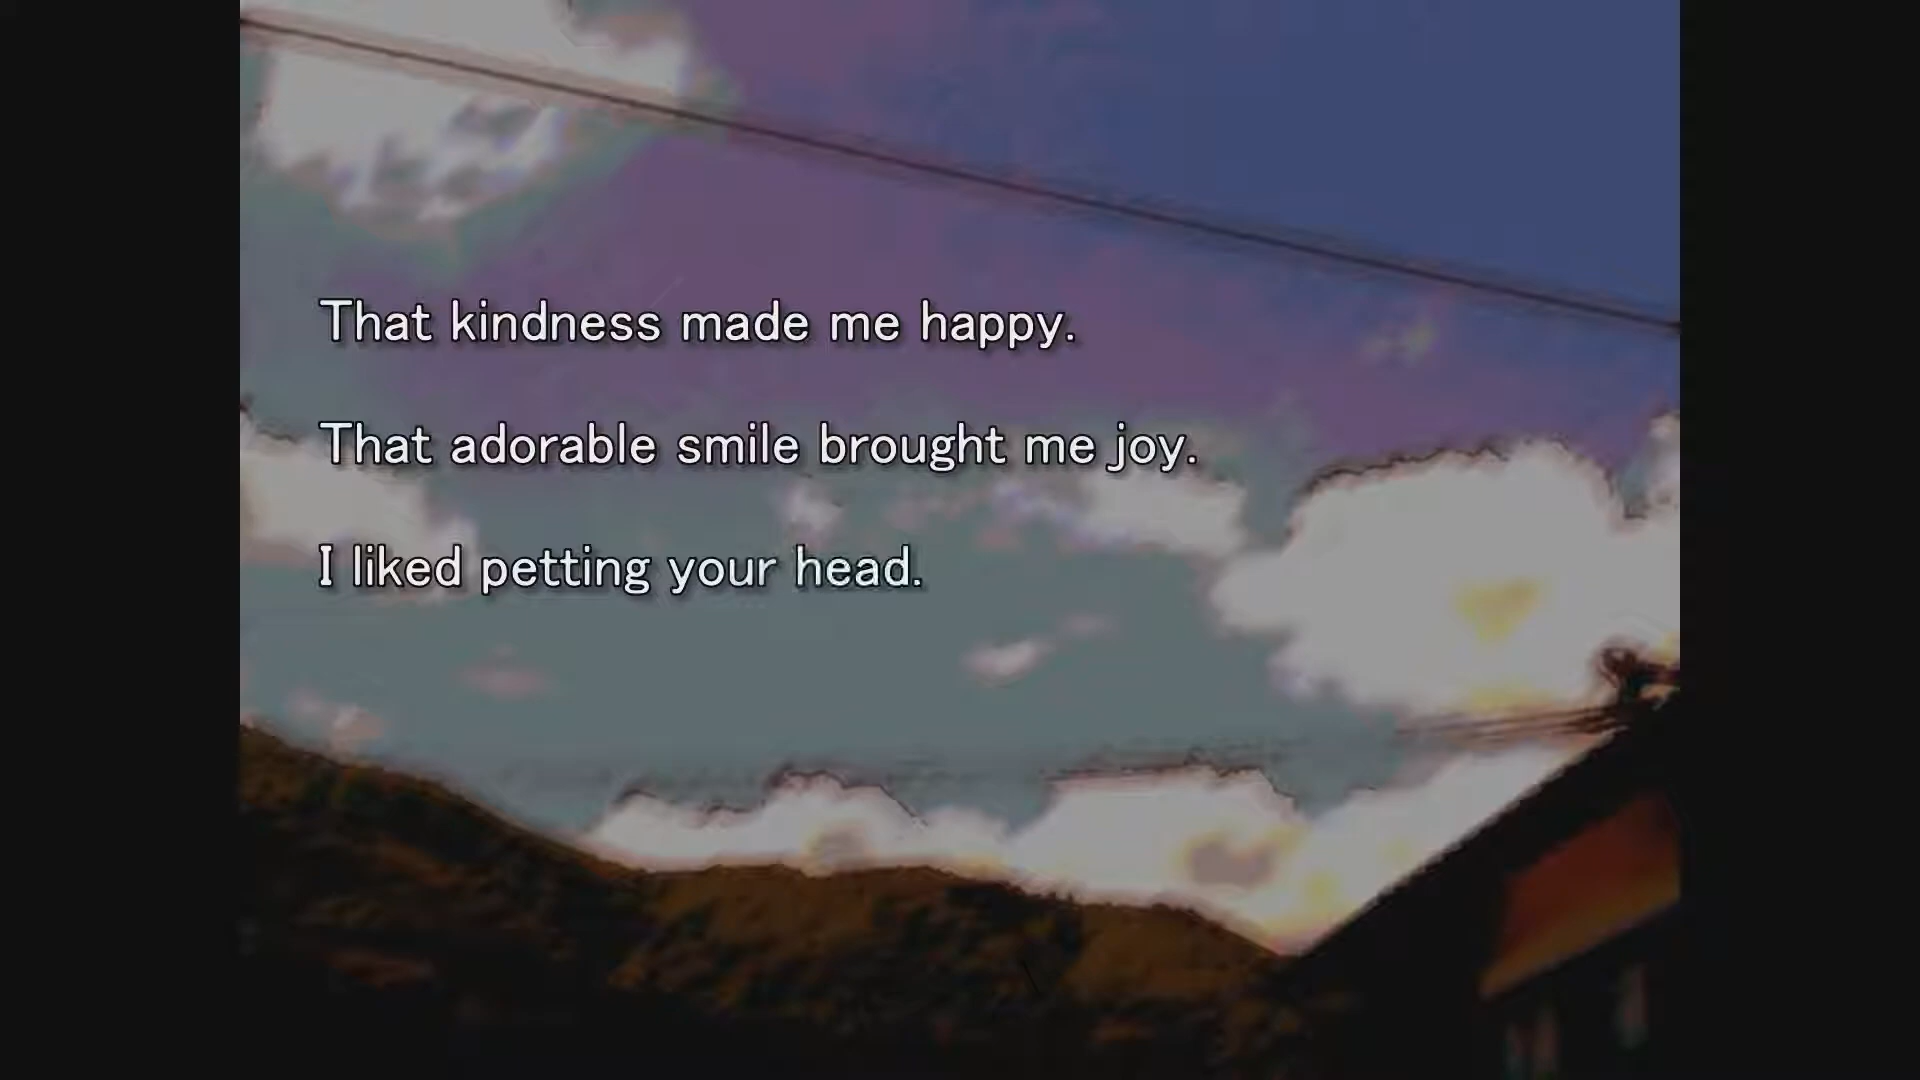 That kindness made me happy.
That adorable smile brought me joy.
I liked petting your head.